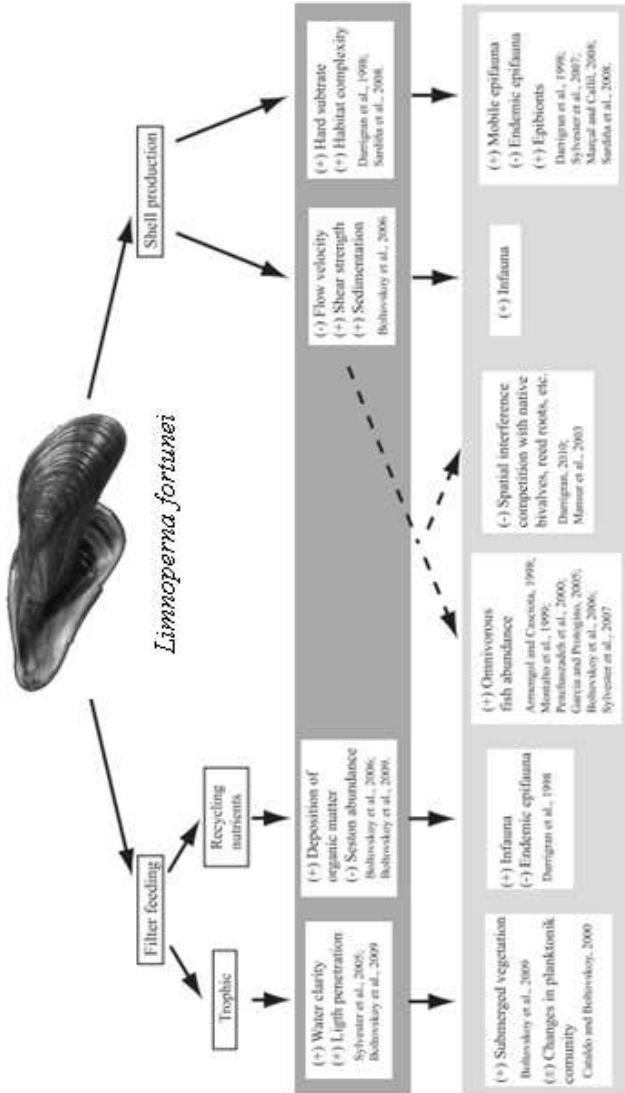 Limnoperna fortunei
Filter feeding
Shell production
Trophic
Recycling
nutrients
(+) Water clarity
(+) Ligth penetration
Sylvester et al., 2005;
Boltovskoy et al., 2009
(+) Deposition of
organic matter
(-) Seston abundance
Boltovskoy et al., 2006;
Boltovskoy et al., 2009.
(-) Flow velocity
(+) Shear strength
(+) Sedimentation
Boltovskoy et al., 2006
(+) Hard subtrate
(+) Habitat complexity
Darrigran et al., 1998;
Sardiña et al., 2008.
(+) Submerged vegetation
Boltovskoy et al., 2009
(±) Changes in planktonik
comunity
Cataldo and Boltovskoy, 2000
(+) Infauna
(-) Endemic epifauna
Darrigran et al., 1998
(+) Omnivorous
fish abundance
Armengol and Casciota, 1998;
Montalto et al., 1999;
Penchaszadeh et al., 2000;
García and Protogino, 2005;
Boltovskoy et al., 2006;
Sylvester et al., 2007
(-) Spatial interference
competition with native
bivalves, reed roots, etc.
Darrigran, 2010;
Mansur et al., 2003
(+) Infauna
(+) Mobile epifauna
(-) Endemic epifauna
(+) Epibionts
Darrigran et al., 1998;
Sylvester et al., 2007;
Marçal and Callil, 2008;
Sardiña et al., 2008.